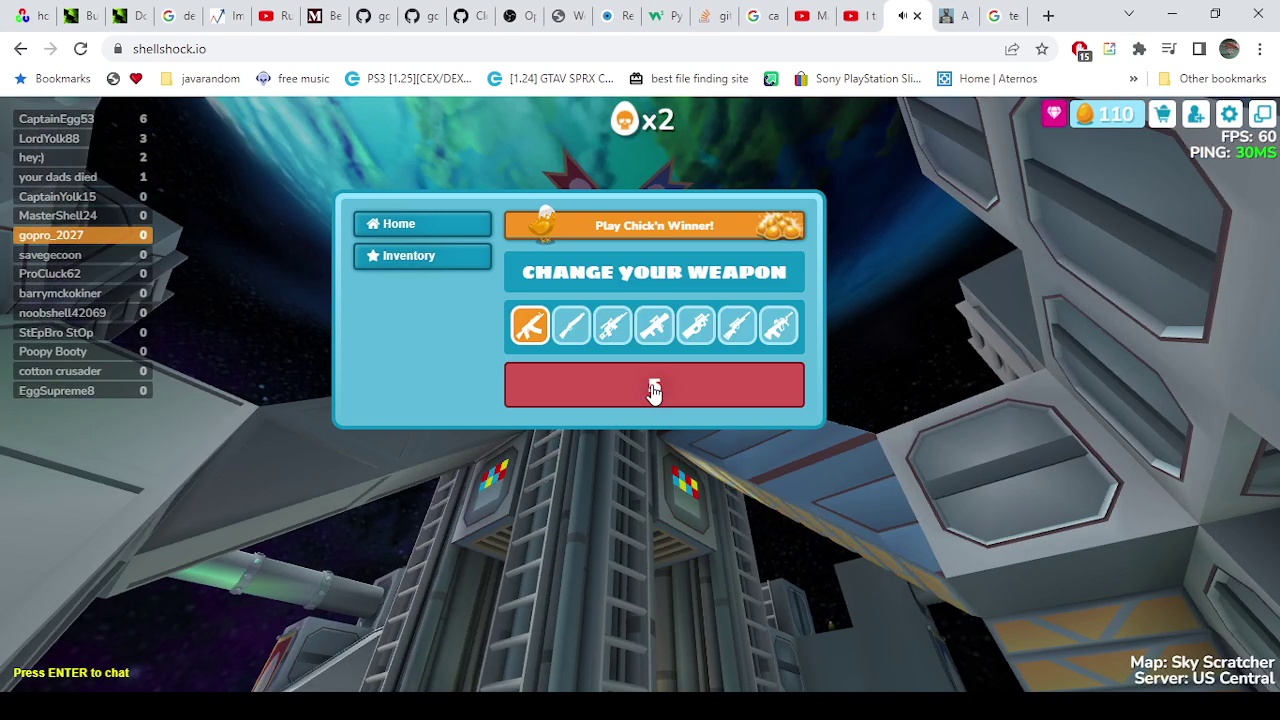 hc
Bu
Do
de
Im
Ru
Be
gc
gc
Cl
Op
W
Re
Py
git
ca
M
I t
A
te
shellshock.io
15
Bookmarks
javarandom
free music
PS3 [1.25][CEX/DEX...
[1.24] GTAV SPRX C...
best file finding site
Sony PlayStation Sli...
Home | Aternos
»
Other bookmarks
CaptainEgg53 6
LordYolk88 3
hey:) 2
your dads died 1
CaptainYolk15 0
MasterShell24 0
gopro_2027 0
savegecoon 0
ProCluck62 0
barrymckokiner 0
noobshell42069 0
StEpBro StOp 0
Poopy Booty 0
cotton crusader 0
EggSupreme8 0
x2
110
FPS: 60
PING: 30MS
Home
Inventory
Play Chick'n Winner!
CHANGE YOUR WEAPON
Press ENTER to chat
Map: Sky Scratcher
Server: US Central